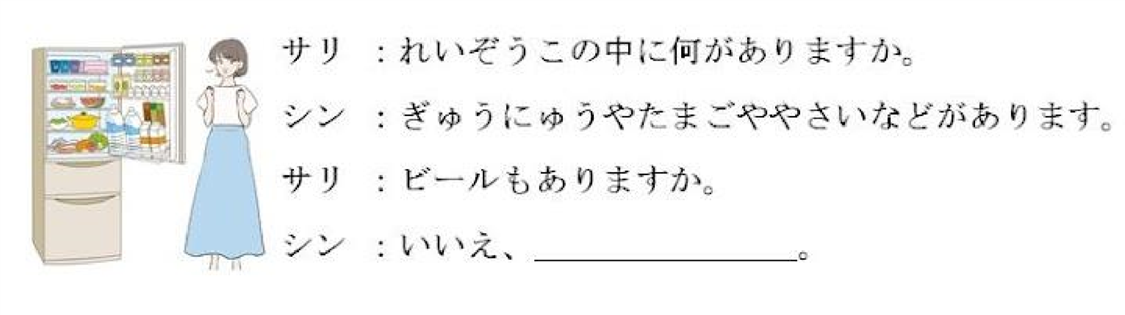 サリ　：れいぞうこの中に何がありますか。
シン　：ぎゅうにゅうやたまごややさいなどがあります。
サリ　：ビールもありますか。
シン　：いいえ、＿＿＿＿＿＿＿＿。